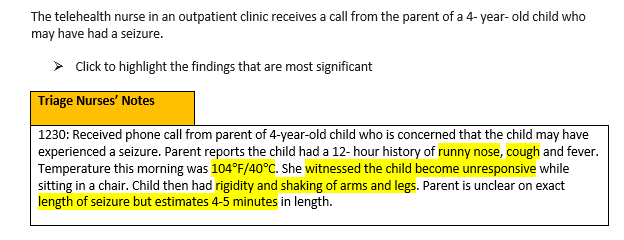 The telehealth nurse in an outpatient clinic receives a call from the parent of a 4- year- old child who
may have had a seizure.
➢ Click to highlight the findings that are most significant
Triage Nurses’ Notes
1230: Received phone call from parent of 4-year-old child who is concerned that the child may have
experienced a seizure. Parent reports the child had a 12- hour history of runny nose, cough and fever.
Temperature this morning was 104°F/40°C. She witnessed the child become unresponsive while
sitting in a chair. Child then had rigidity and shaking of arms and legs. Parent is unclear on exact
length of seizure but estimates 4-5 minutes in length.